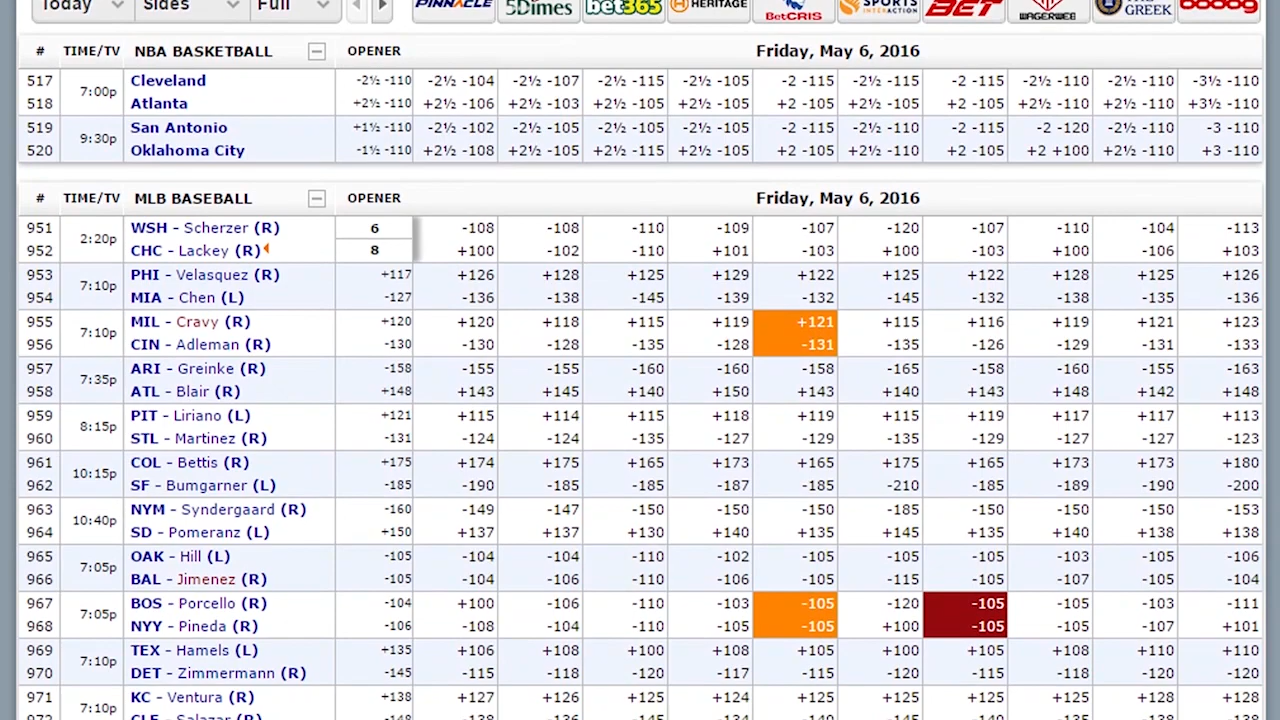 Today Sides Full PINNACLE 5Dimes bet365 HERITAGE BetCRIS SPORTS INTERACTION BET WAGERWEB THE GREEK
# TIME/TV NBA BASKETBALL OPENER Friday, May 6, 2016
517 Cleveland -2½ -110 -2½ -104 -2½ -107 -2½ -115 -2½ -105 -2 -115 -2½ -115 -2 -115 -2½ -110 -2½ -110 -3½ -110
7:00p
518 Atlanta +2½ -110 +2½ -106 +2½ -103 +2½ -115 +2½ -105 +2 -105 +2½ -115 +2 -105 +2½ -110 +2½ -110 +3½ -110
519 San Antonio +1½ -110 -2½ -102 -2½ -105 -2½ -115 -2½ -105 -2 -115 -2½ -110 -2 -115 -2 -120 -2½ -110 -3 -110
9:30p
520 Oklahoma City -1½ -110 +2½ -108 +2½ -105 +2½ -115 +2½ -105 +2 -105 +2½ -110 +2 -105 +2 +100 +2½ -110 +3 -110
# TIME/TV MLB BASEBALL OPENER Friday, May 6, 2016
951 WSH - Scherzer (R) 6 -108 -108 -110 -109 -107 -120 -107 -110 -104 -113
2:20p
952 CHC - Lackey (R) 8 +100 -102 -110 +101 -103 +100 -103 +100 -106 +103
953 PHI - Velasquez (R) +117 +126 +128 +125 +129 +122 +125 +122 +128 +125 +126
7:10p
954 MIA - Chen (L) -127 -136 -138 -145 -139 -132 -145 -132 -138 -135 -136
955 MIL - Cravy (R) +120 +120 +118 +115 +119 +121 +115 +116 +119 +121 +123
7:10p
956 CIN - Adleman (R) -130 -130 -128 -135 -128 -131 -135 -126 -129 -131 -133
957 ARI - Greinke (R) -158 -155 -155 -160 -160 -158 -165 -158 -160 -155 -163
7:35p
958 ATL - Blair (R) +148 +143 +145 +140 +150 +143 +140 +143 +148 +142 +148
959 PIT - Liriano (L) +121 +115 +114 +115 +118 +119 +115 +119 +117 +117 +113
8:15p
960 STL - Martinez (R) -131 -124 -124 -135 -127 -129 -135 -129 -127 -127 -123
961 COL - Bettis (R) +175 +174 +175 +165 +173 +165 +175 +165 +173 +173 +180
10:15p
962 SF - Bumgarner (L) -185 -190 -185 -185 -187 -185 -210 -185 -189 -190 -200
963 NYM - Syndergaard (R) -160 -149 -147 -150 -150 -150 -185 -150 -150 -150 -153
10:40p
964 SD - Pomeranz (L) +150 +137 +137 +130 +140 +135 +145 +135 +140 +138 +138
965 OAK - Hill (L) -105 -104 -104 -110 -102 -105 -105 -105 -103 -105 -106
7:05p
966 BAL - Jimenez (R) -105 -104 -106 -110 -106 -105 -115 -105 -107 -105 -104
967 BOS - Porcello (R) -104 +100 -106 -110 -103 -105 -120 -105 -105 -103 -111
7:05p
968 NYY - Pineda (R) -106 -108 -104 -110 -105 -105 +100 -105 -105 -107 +101
969 TEX - Hamels (L) +135 +106 +108 +100 +108 +105 +100 +105 +108 +110 +110
7:10p
970 DET - Zimmermann (R) -145 -115 -118 -120 -117 -115 -120 -115 -118 -120 -120
971 KC - Ventura (R) +138 +127 +126 +125 +124 +125 +125 +125 +125 +128 +128
7:10p
972 CLE - Salazar (R) -148 -138 -136 -145 -134 -140 -145 -140 -135 -138 -138